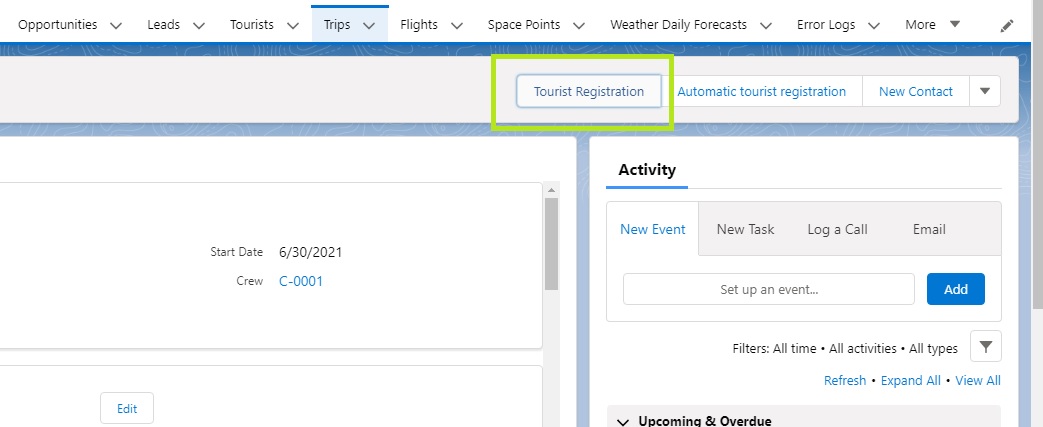 Opportunities Leads Tourists Trips Flights Space Points Weather Daily Forecasts Error Logs More
Tourist Registration Automatic tourist registration New Contact
Activity
New Event New Task Log a Call Email
Start Date 6/30/2021
Crew C-0001
Set up an event... Add
Filters: All time • All activities • All types
Refresh • Expand All • View All
Edit
Upcoming & Overdue